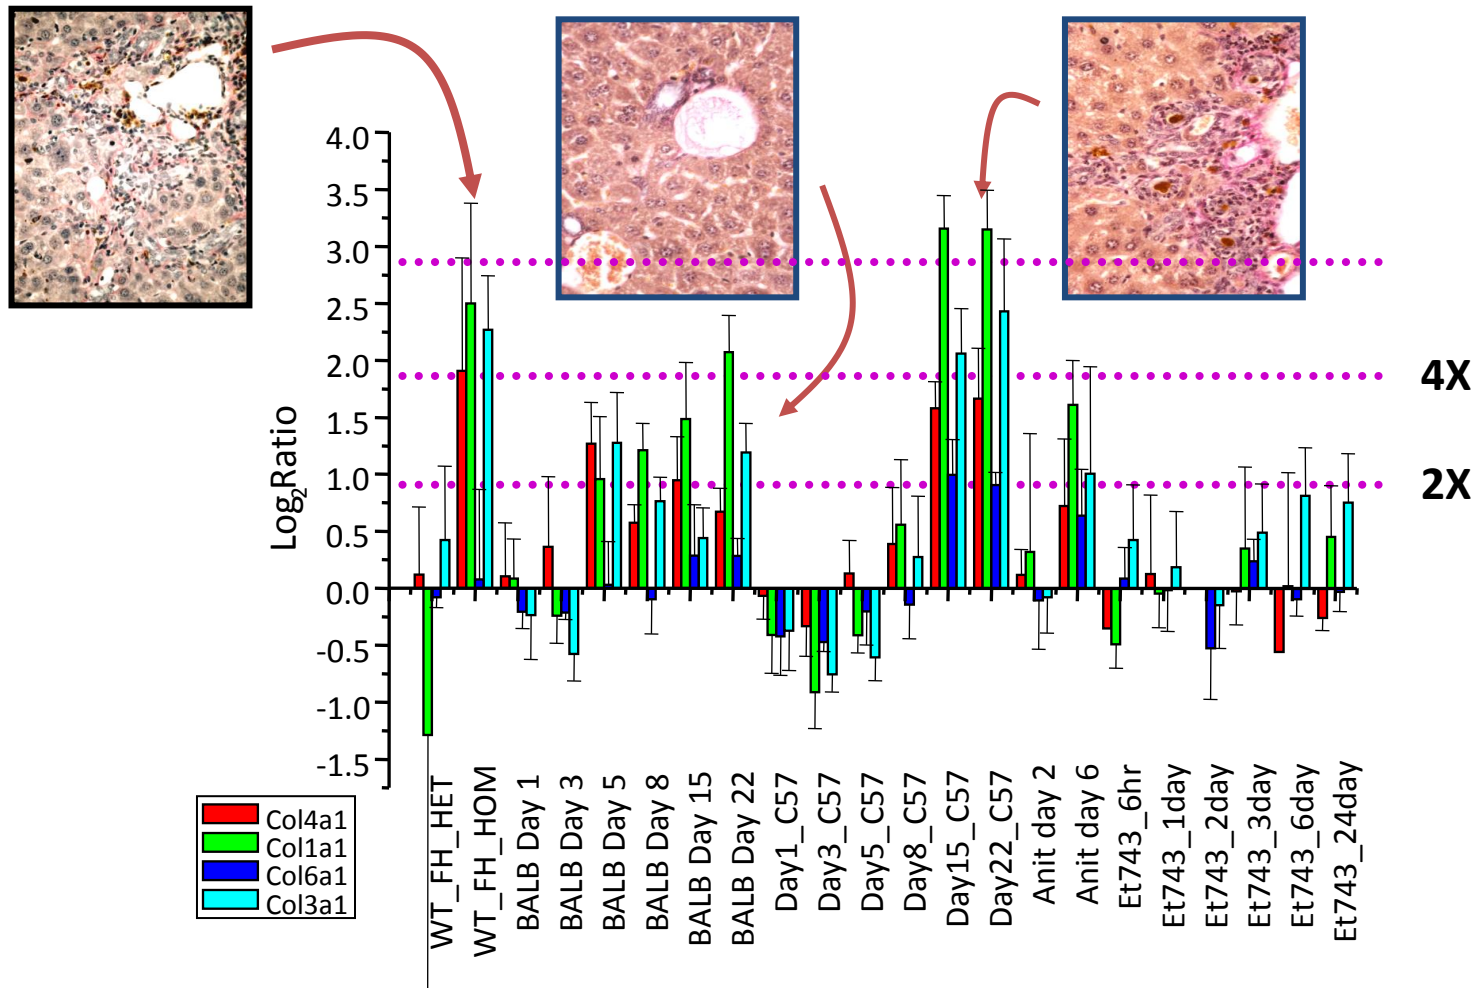 4.0
3.5
3.0
2.5
2.0
1.5
1.0
0.5
0.0
-0.5
-1.0
-1.5
Log2Ratio
4X
2X
WT_FH_HET
WT_FH_HOM
BALB Day 1
BALB Day 3
BALB Day 5
BALB Day 8
BALB Day 15
BALB Day 22
Day1_C57
Day3_C57
Day5_C57
Day8_C57
Day15_C57
Day22_C57
Anit day 2
Anit day 6
Et743_6hr
Et743_1day
Et743_2day
Et743_3day
Et743_6day
Et743_24day
Col4a1
Col1a1
Col6a1
Col3a1